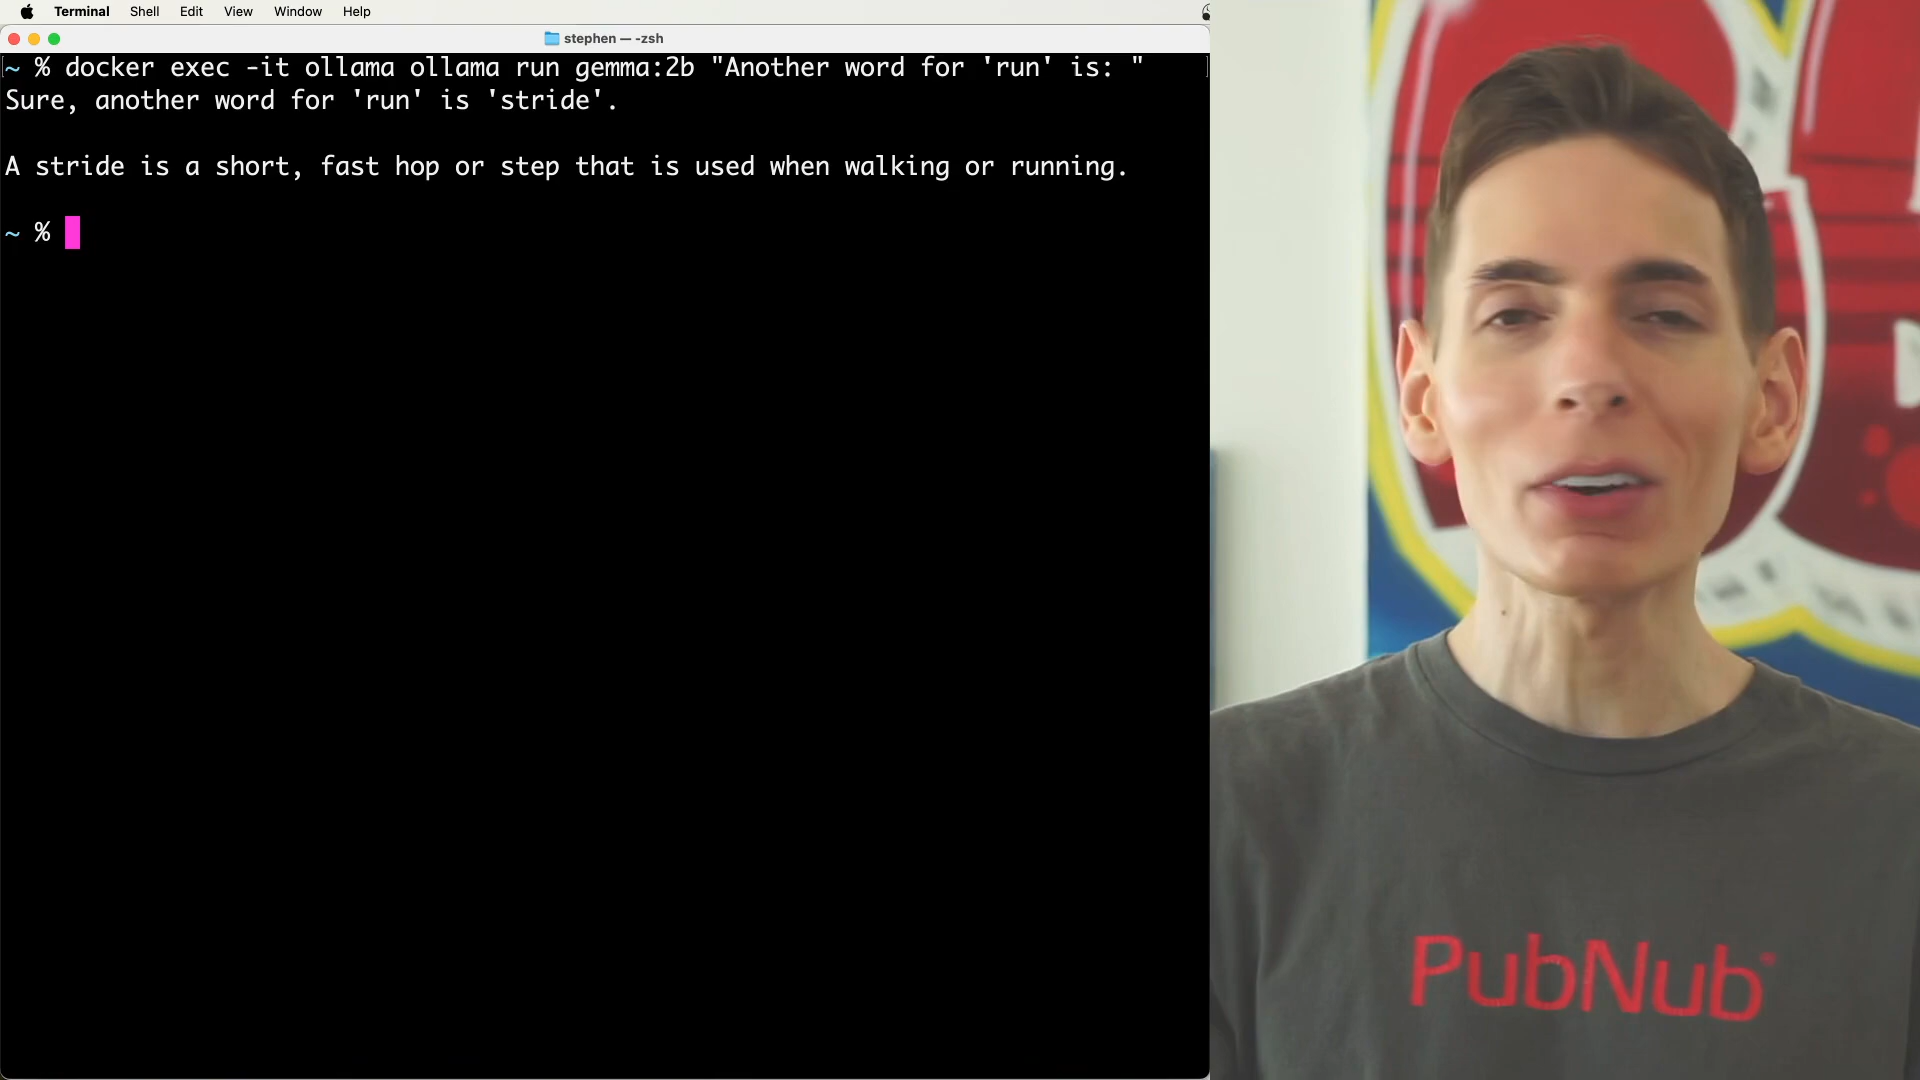 Terminal Shell Edit View Window Help
stephen — -zsh
~ % docker exec -it ollama ollama run gemma:2b "Another word for 'run' is: "
Sure, another word for 'run' is 'stride'.
A stride is a short, fast hop or step that is used when walking or running.
~ %
PubNub